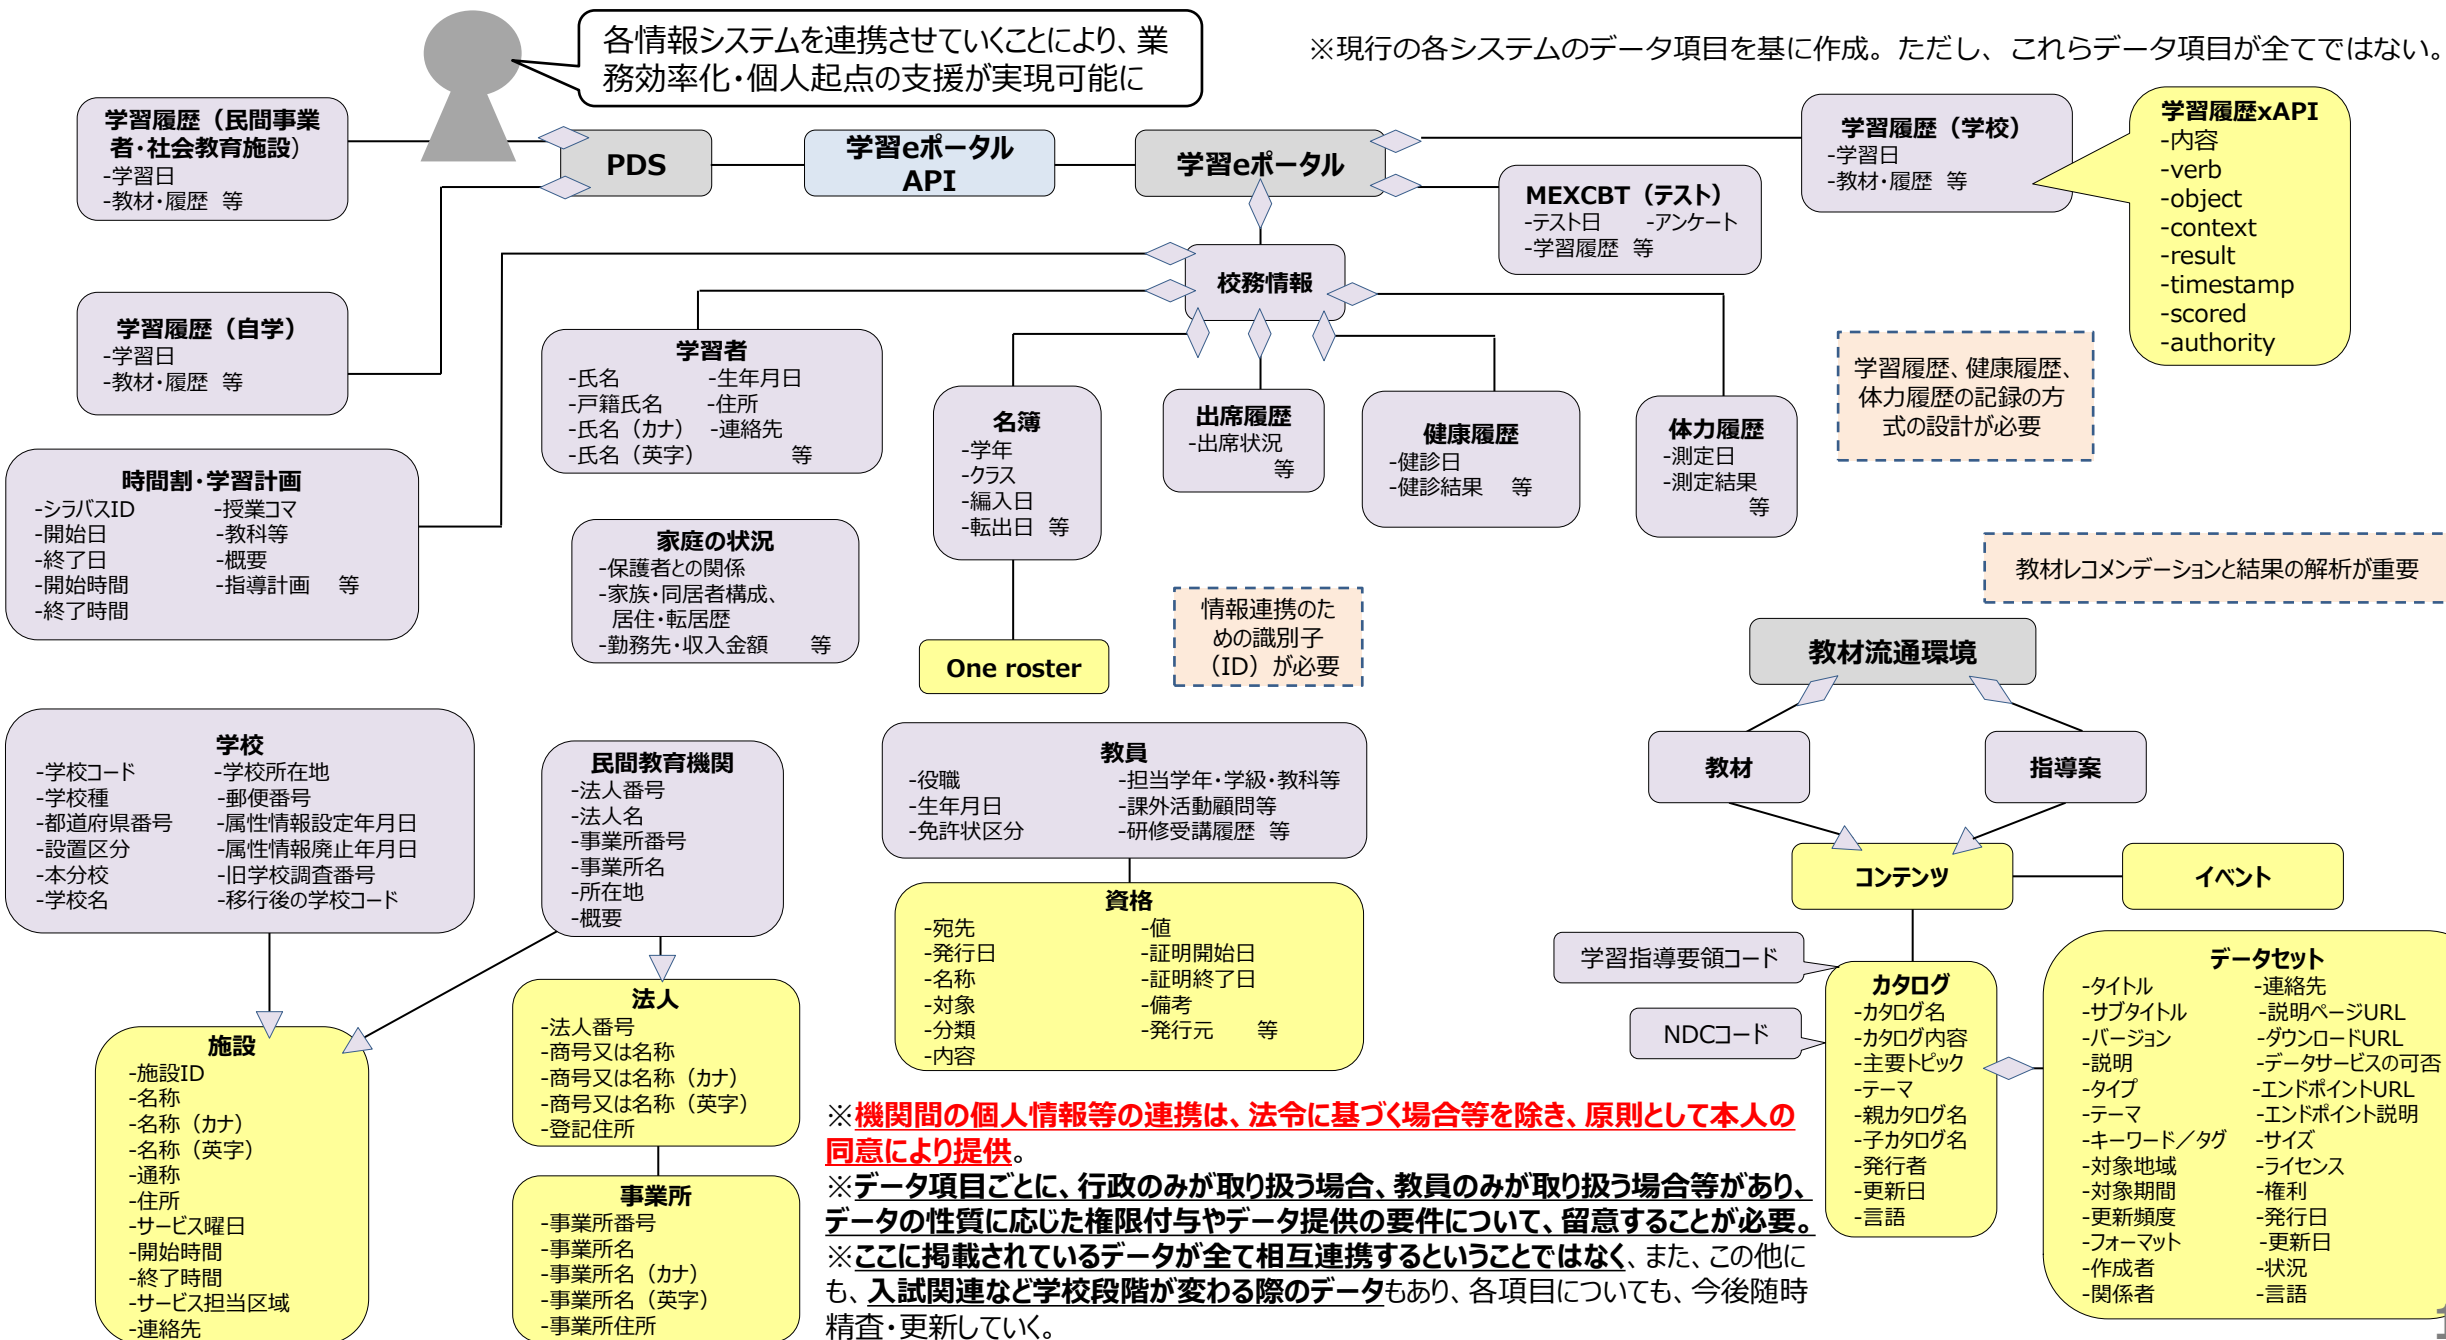 各情報システムを連携させていくことにより、業
務効率化・個人起点の支援が実現可能に
※現行の各システムのデータ項目を基に作成。ただし、これらデータ項目が全てではない。
学習履歴（民間事業
者・社会教育施設）
-学習日
-教材・履歴 等
PDS
学習eポータル
API
学習eポータル
学習履歴（学校）
-学習日
-教材・履歴 等
学習履歴xAPI
-内容
-verb
-object
-context
-result
-timestamp
-scored
-authority
MEXCBT（テスト）
-テスト日 -アンケート
-学習履歴 等
校務情報
学習履歴（自学）
-学習日
-教材・履歴 等
学習者
-氏名 -生年月日
-戸籍氏名 -住所
-氏名（カナ） -連絡先
-氏名（英字） 等
名簿
-学年
-クラス
-編入日
-転出日 等
出席履歴
-出席状況
等
健康履歴
-健診日
-健診結果 等
体力履歴
-測定日
-測定結果
等
学習履歴、健康履歴、
体力履歴の記録の方
式の設計が必要
時間割・学習計画
-シラバスID -授業コマ
-開始日 -教科等
-終了日 -概要
-開始時間 -指導計画 等
-終了時間
家庭の状況
-保護者との関係
-家族・同居者構成、
居住・転居歴
-勤務先・収入金額 等
One roster
情報連携のた
めの識別子
（ID）が必要
教材レコメンデーションと結果の解析が重要
教材流通環境
教材
指導案
コンテンツ
イベント
学校
-学校コード -学校所在地
-学校種 -郵便番号
-都道府県番号 -属性情報設定年月日
-設置区分 -属性情報廃止年月日
-本分校 -旧学校調査番号
-学校名 -移行後の学校コード
民間教育機関
-法人番号
-法人名
-事業所番号
-事業所名
-所在地
-概要
教員
-役職 -担当学年・学級・教科等
-生年月日 -課外活動顧問等
-免許状区分 -研修受講履歴 等
資格
-宛先 -値
-発行日 -証明開始日
-名称 -証明終了日
-対象 -備考
-分類 -発行元 等
-内容
学習指導要領コード
NDCコード
カタログ
-カタログ名
-カタログ内容
-主要トピック
-テーマ
-親カタログ名
-子カタログ名
-発行者
-更新日
-言語
データセット
-タイトル -連絡先
-サブタイトル -説明ページURL
-バージョン -ダウンロードURL
-説明 -データサービスの可否
-タイプ -エンドポイントURL
-テーマ -エンドポイント説明
-キーワード／タグ -サイズ
-対象地域 -ライセンス
-対象期間 -権利
-更新頻度 -発行日
-フォーマット -更新日
-作成者 -状況
-関係者 -言語
施設
-施設ID
-名称
-名称（カナ）
-名称（英字）
-通称
-住所
-サービス曜日
-開始時間
-終了時間
-サービス担当区域
-連絡先
法人
-法人番号
-商号又は名称
-商号又は名称（カナ）
-商号又は名称（英字）
-登記住所
事業所
-事業所番号
-事業所名
-事業所名（カナ）
-事業所名（英字）
-事業所住所
※機関間の個人情報等の連携は、法令に基づく場合等を除き、原則として本人の
同意により提供。
※データ項目ごとに、行政のみが取り扱う場合、教員のみが取り扱う場合等があり、
データの性質に応じた権限付与やデータ提供の要件について、留意することが必要。
※ここに掲載されているデータが全て相互連携するということではなく、また、この他に
も、入試関連など学校段階が変わる際のデータもあり、各項目についても、今後随時
精査・更新していく。